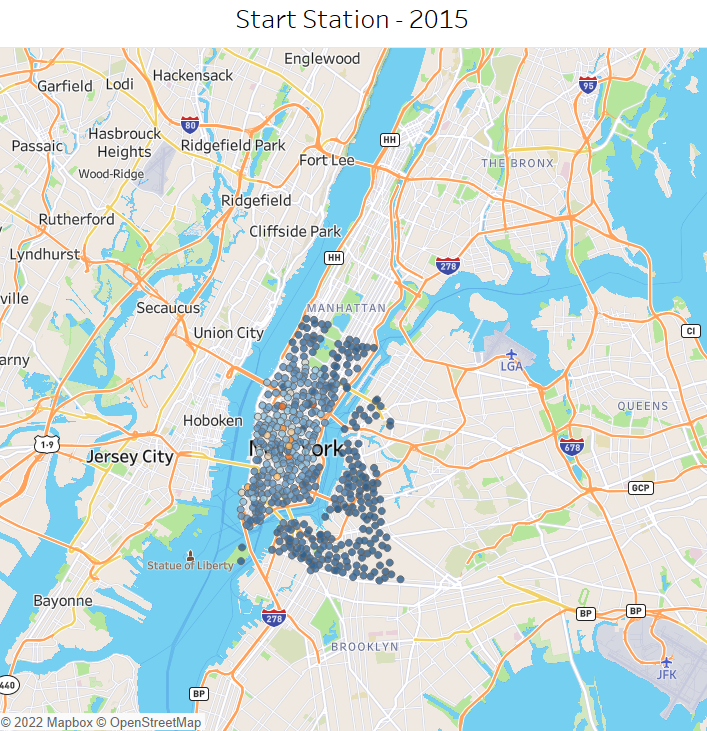 Start Station - 2015
Englewood
Hackensack
Garfield
Lodi
95
80
Hasbrouck
Heights
HH
Passaic
Ridgefield Park
Fort Lee
THE BRONX
Wood-Ridge
Ridgefield
Rutherford
Cliffside Park
Lyndhurst
HH
278
ville
Secaucus
MANHATTAN
Union City
CI
arny
LGA
QUEENS
Hoboken
1-9
678
Jersey City
ork
GCP
Statue of Liberty
Bayonne
278
BP
BP
BROOKLYN
JFK
440
BP
© 2022 Mapbox © OpenStreetMap